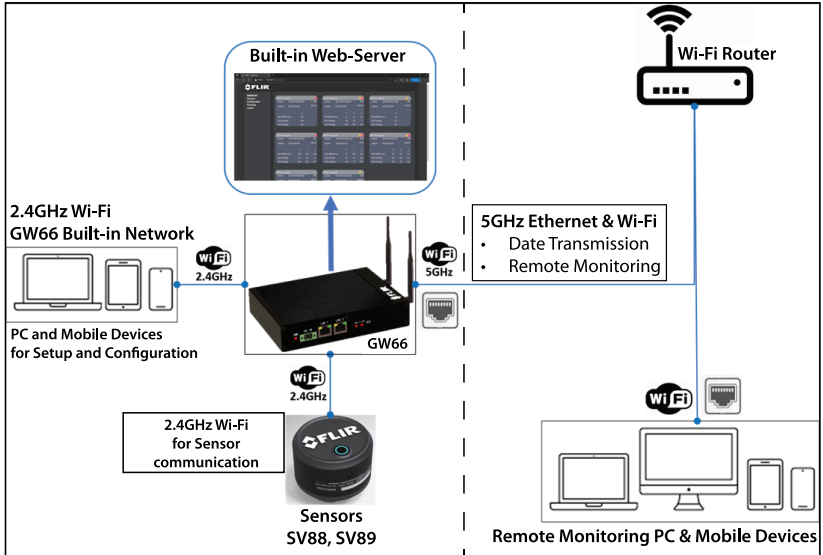 Built-in Web-Server
FLIR
Wi-Fi Router
2.4GHz Wi-Fi
GW66 Built-in Network
Wi Fi
2.4GHz
Wi Fi
5GHz
5GHz Ethernet & Wi-Fi
• Date Transmission
• Remote Monitoring
PC and Mobile Devices
for Setup and Configuration
FLIR
GW66
Wi Fi
2.4GHz
Wi Fi
2.4GHz Wi-Fi
for Sensor
communication
FLIR
Sensors
SV88, SV89
Remote Monitoring PC & Mobile Devices